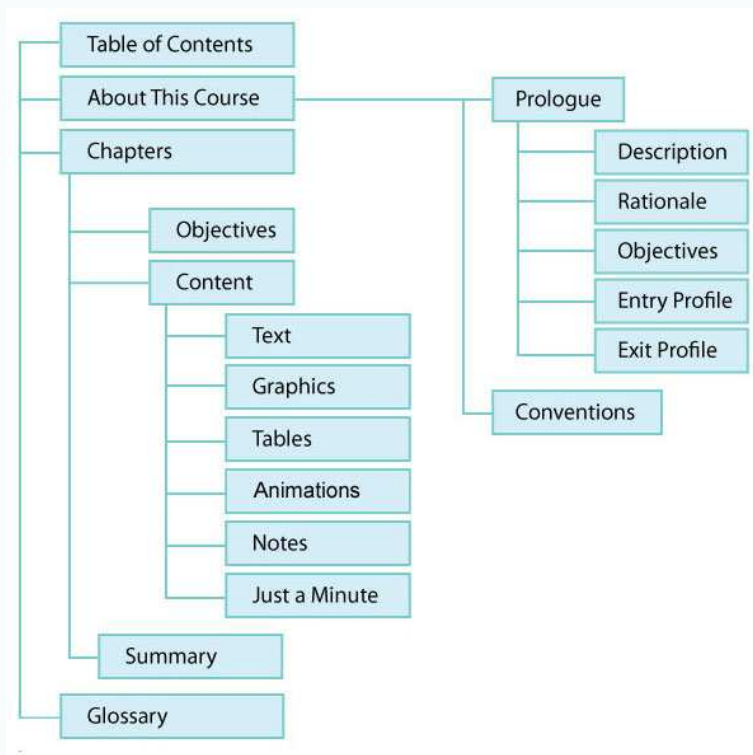 Table of Contents
About This Course
Prologue
Description
Rationale
Objectives
Entry Profile
Exit Profile
Conventions
Chapters
Objectives
Content
Text
Graphics
Tables
Animations
Notes
Just a Minute
Summary
Glossary